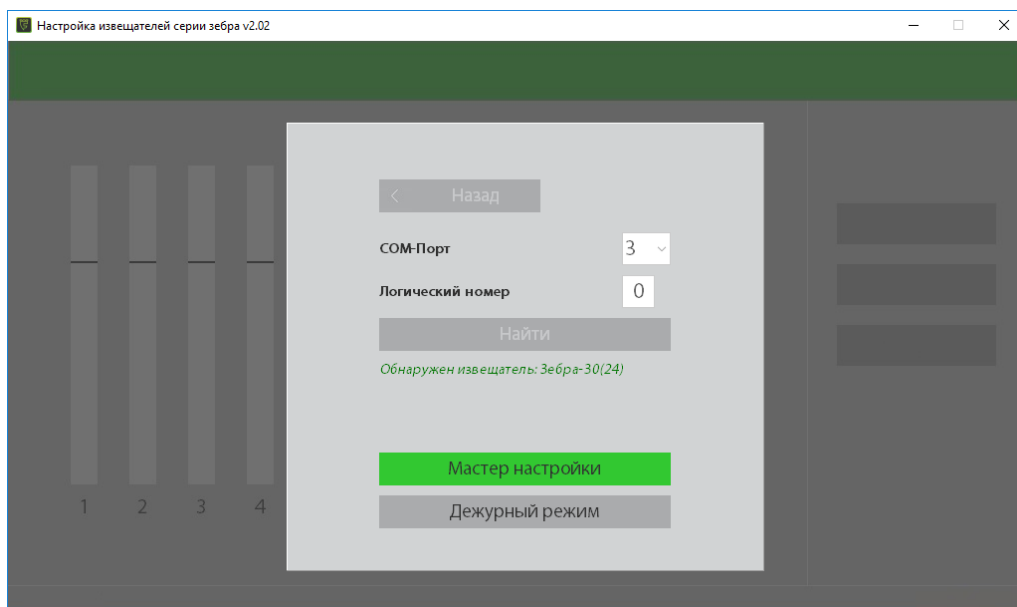 Настройка извещателей серии зебра v2.02
Назад
COM-Порт
3
Логический номер
0
Найти
Обнаружен извещатель: Зебра-30(24)
Мастер настройки
Дежурный режим
1 2 3 4